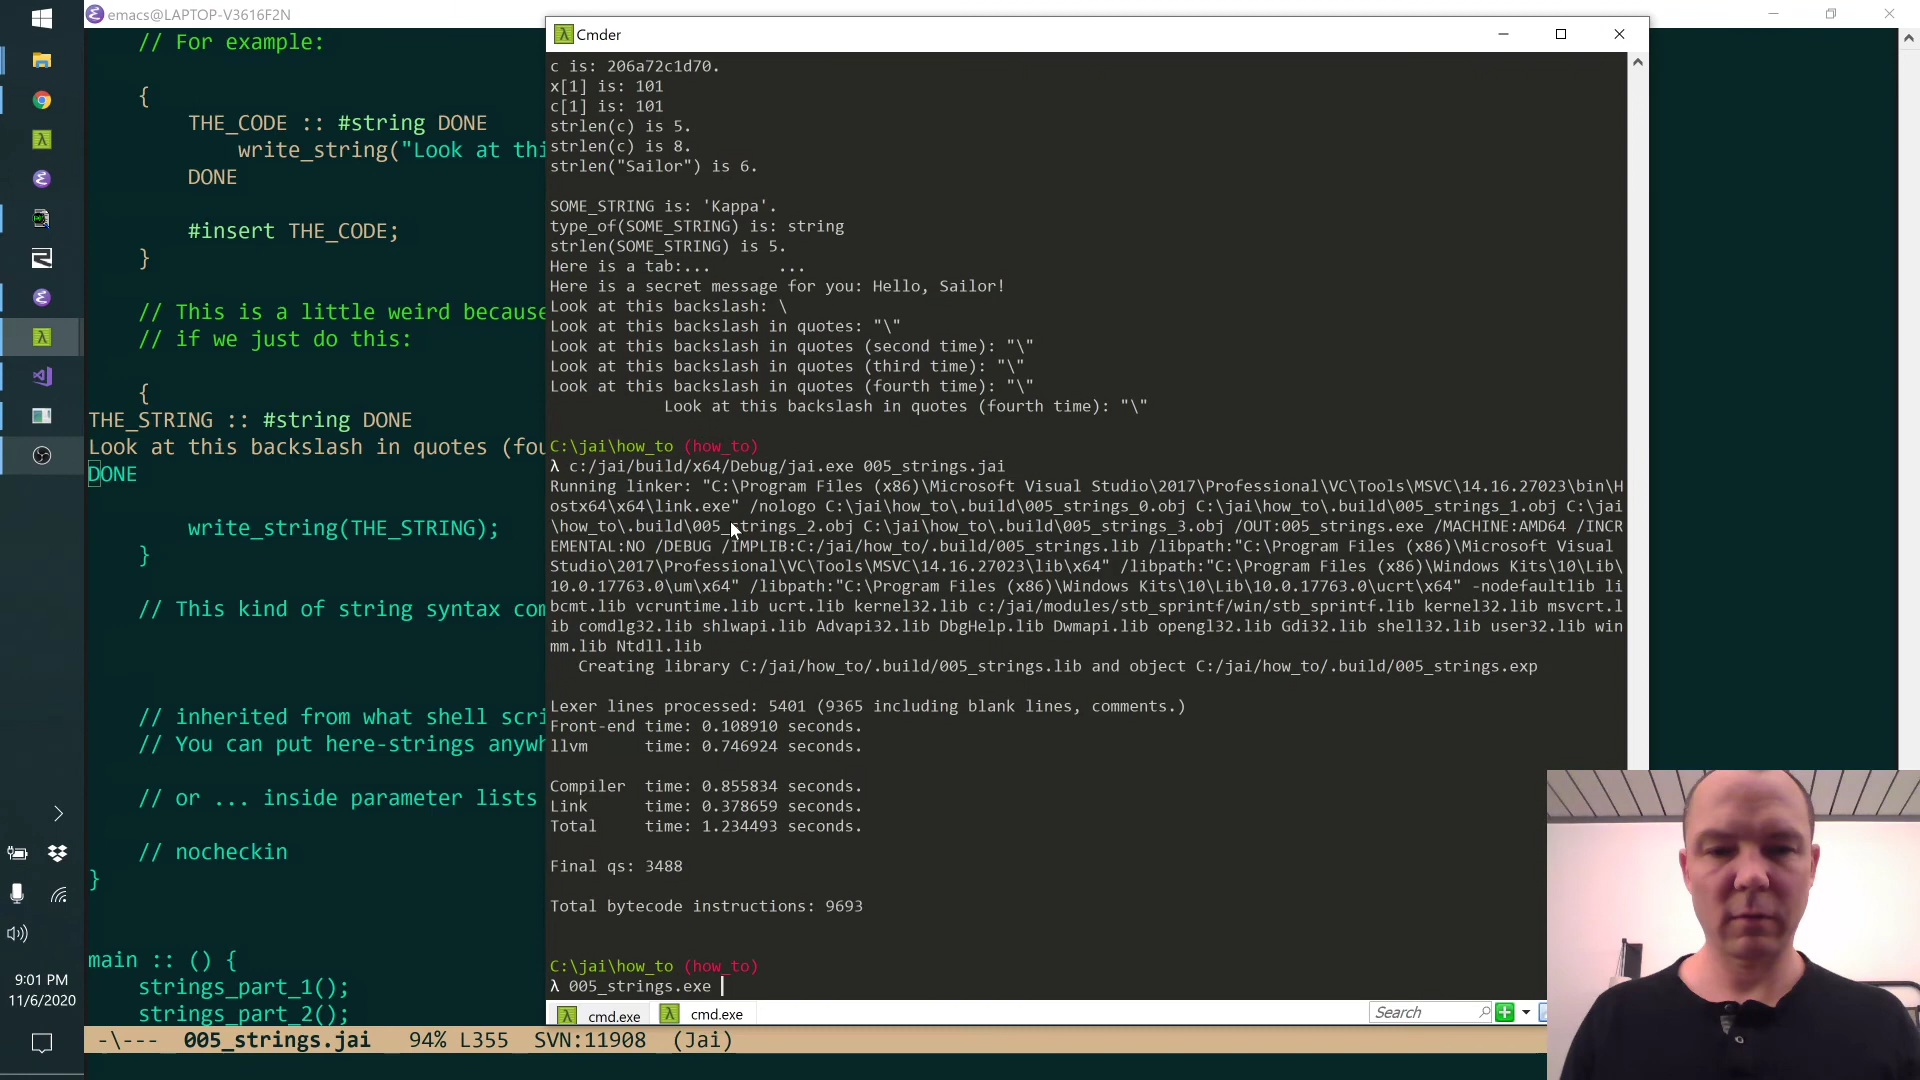 emacs@LAPTOP-V3616F2N
// For example:
{
THE_CODE :: #string DONE
write_string("Look at thi
DONE
#insert THE_CODE;
}
// This is a little weird because
// if we just do this:
{
THE_STRING :: #string DONE
Look at this backslash in quotes (fou
DONE
write_string(THE_STRING);
}
// This kind of string syntax com
// inherited from what shell scri
// You can put here-strings anywh
// or ... inside parameter lists
// nocheckin
}
main :: () {
strings_part_1();
strings_part_2();
-\--- 005_strings.jai 94% L355 SVN:11908 (Jai)
Cmder
c is: 206a72c1d70.
x[1] is: 101
c[1] is: 101
strlen(c) is 5.
strlen(c) is 8.
strlen("Sailor") is 6.
SOME_STRING is: 'Kappa'.
type_of(SOME_STRING) is: string
strlen(SOME_STRING) is 5.
Here is a tab:... ...
Here is a secret message for you: Hello, Sailor!
Look at this backslash: \
Look at this backslash in quotes: "\"
Look at this backslash in quotes (second time): "\"
Look at this backslash in quotes (third time): "\"
Look at this backslash in quotes (fourth time): "\"
Look at this backslash in quotes (fourth time): "\"
C:\jai\how_to (how_to)
λ c:/jai/build/x64/Debug/jai.exe 005_strings.jai
Running linker: "C:\Program Files (x86)\Microsoft Visual Studio\2017\Professional\VC\Tools\MSVC\14.16.27023\bin\H
ostx64\x64\link.exe" /nologo C:\jai\how_to\.build\005_strings_0.obj C:\jai\how_to\.build\005_strings_1.obj C:\jai
\how_to\.build\005_strings_2.obj C:\jai\how_to\.build\005_strings_3.obj /OUT:005_strings.exe /MACHINE:AMD64 /INCR
EMENTAL:NO /DEBUG /IMPLIB:C:/jai/how_to/.build/005_strings.lib /libpath:"C:\Program Files (x86)\Microsoft Visual
Studio\2017\Professional\VC\Tools\MSVC\14.16.27023\lib\x64" /libpath:"C:\Program Files (x86)\Windows Kits\10\Lib\
10.0.17763.0\um\x64" /libpath:"C:\Program Files (x86)\Windows Kits\10\Lib\10.0.17763.0\ucrt\x64" -nodefaultlib li
bcmt.lib vcruntime.lib ucrt.lib kernel32.lib c:/jai/modules/stb_sprintf/win/stb_sprintf.lib kernel32.lib msvcrt.l
ib comdlg32.lib shlwapi.lib Advapi32.lib DbgHelp.lib Dwmapi.lib opengl32.lib Gdi32.lib shell32.lib user32.lib win
mm.lib Ntdll.lib
Creating library C:/jai/how_to/.build/005_strings.lib and object C:/jai/how_to/.build/005_strings.exp
Lexer lines processed: 5401 (9365 including blank lines, comments.)
Front-end time: 0.108910 seconds.
llvm time: 0.746924 seconds.
Compiler time: 0.855834 seconds.
Link time: 0.378659 seconds.
Total time: 1.234493 seconds.
Final qs: 3488
Total bytecode instructions: 9693
C:\jai\how_to (how_to)
λ 005_strings.exe
cmd.exe cmd.exe Search
9:01 PM
11/6/2020